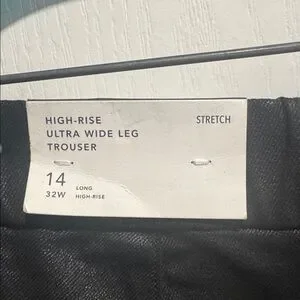 HIGH-RISE STRETCH
ULTRA WIDE LEG
TROUSER
14 LONG
32W HIGH-RISE